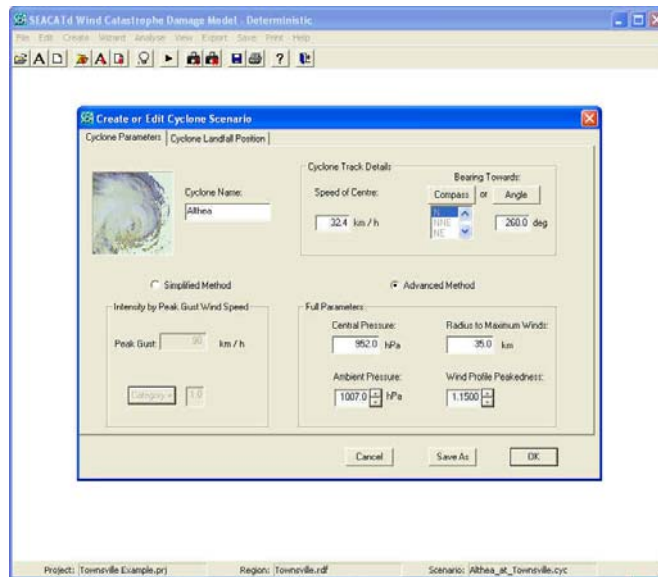 SEACATd Wind Catastrophe Damage Model - Deterministic
File Edit Create Wizard Analyse View Export Save Print Help
Create or Edit Cyclone Scenario
Cyclone Parameters Cyclone Landfall Position
Cyclone Name:
Althea
Cyclone Track Details
Speed of Centre:
32.4 km / h
Bearing Towards:
Compass or Angle
N
NNE
NE
260.0 deg
Simplified Method
Advanced Method
Intensity by Peak Gust Wind Speed
Peak Gust: 90 km / h
Category = 1.0
Full Parameters:
Central Pressure:
952.0 hPa
Radius to Maximum Winds:
35.0 km
Ambient Pressure:
1007.0 hPa
Wind Profile Peakedness:
1.1500
Cancel Save As OK
Project: Townsville Example.prj Region: Townsville.rdf Scenario: Althea_at_Townsville.cyc